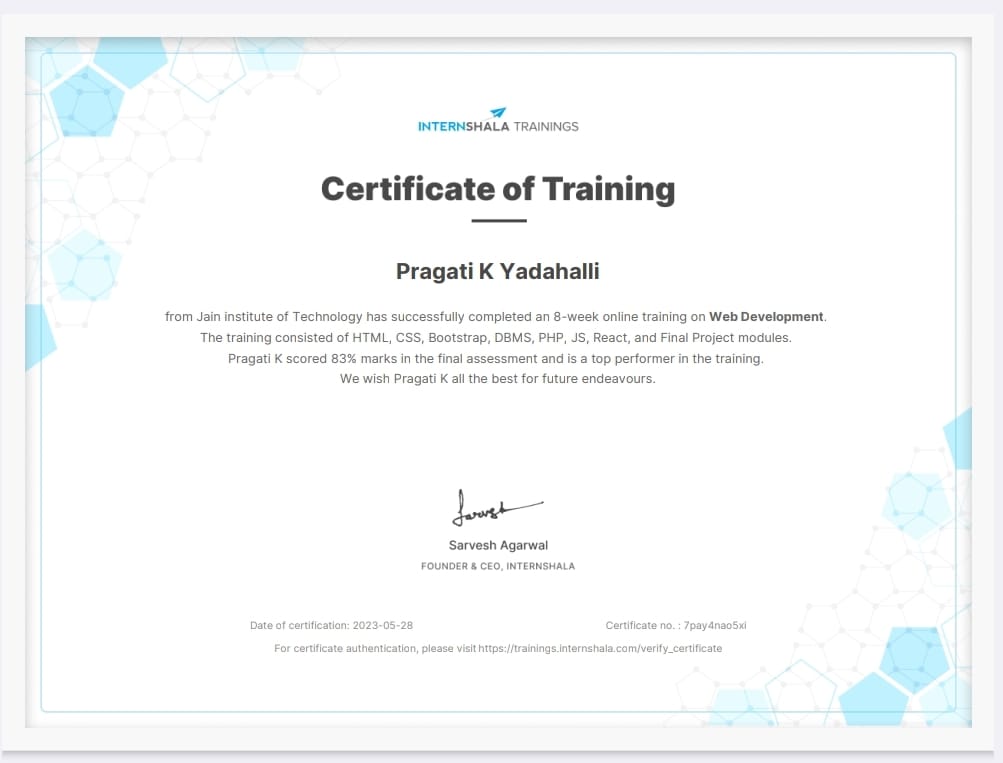 INTERNSHALA TRAININGS
Certificate of Training
Pragati K Yadahalli
from Jain institute of Technology has successfully completed an 8-week online training on Web Development.
The training consisted of HTML, CSS, Bootstrap, DBMS, PHP, JS, React, and Final Project modules.
Pragati K scored 83% marks in the final assessment and is a top performer in the training.
We wish Pragati K all the best for future endeavours.
Sarvesh
Sarvesh Agarwal
FOUNDER & CEO, INTERNSHALA
Date of certification: 2023-05-28 Certificate no. : 7pay4nao5xi
For certificate authentication, please visit https://trainings.internshala.com/verify_certificate